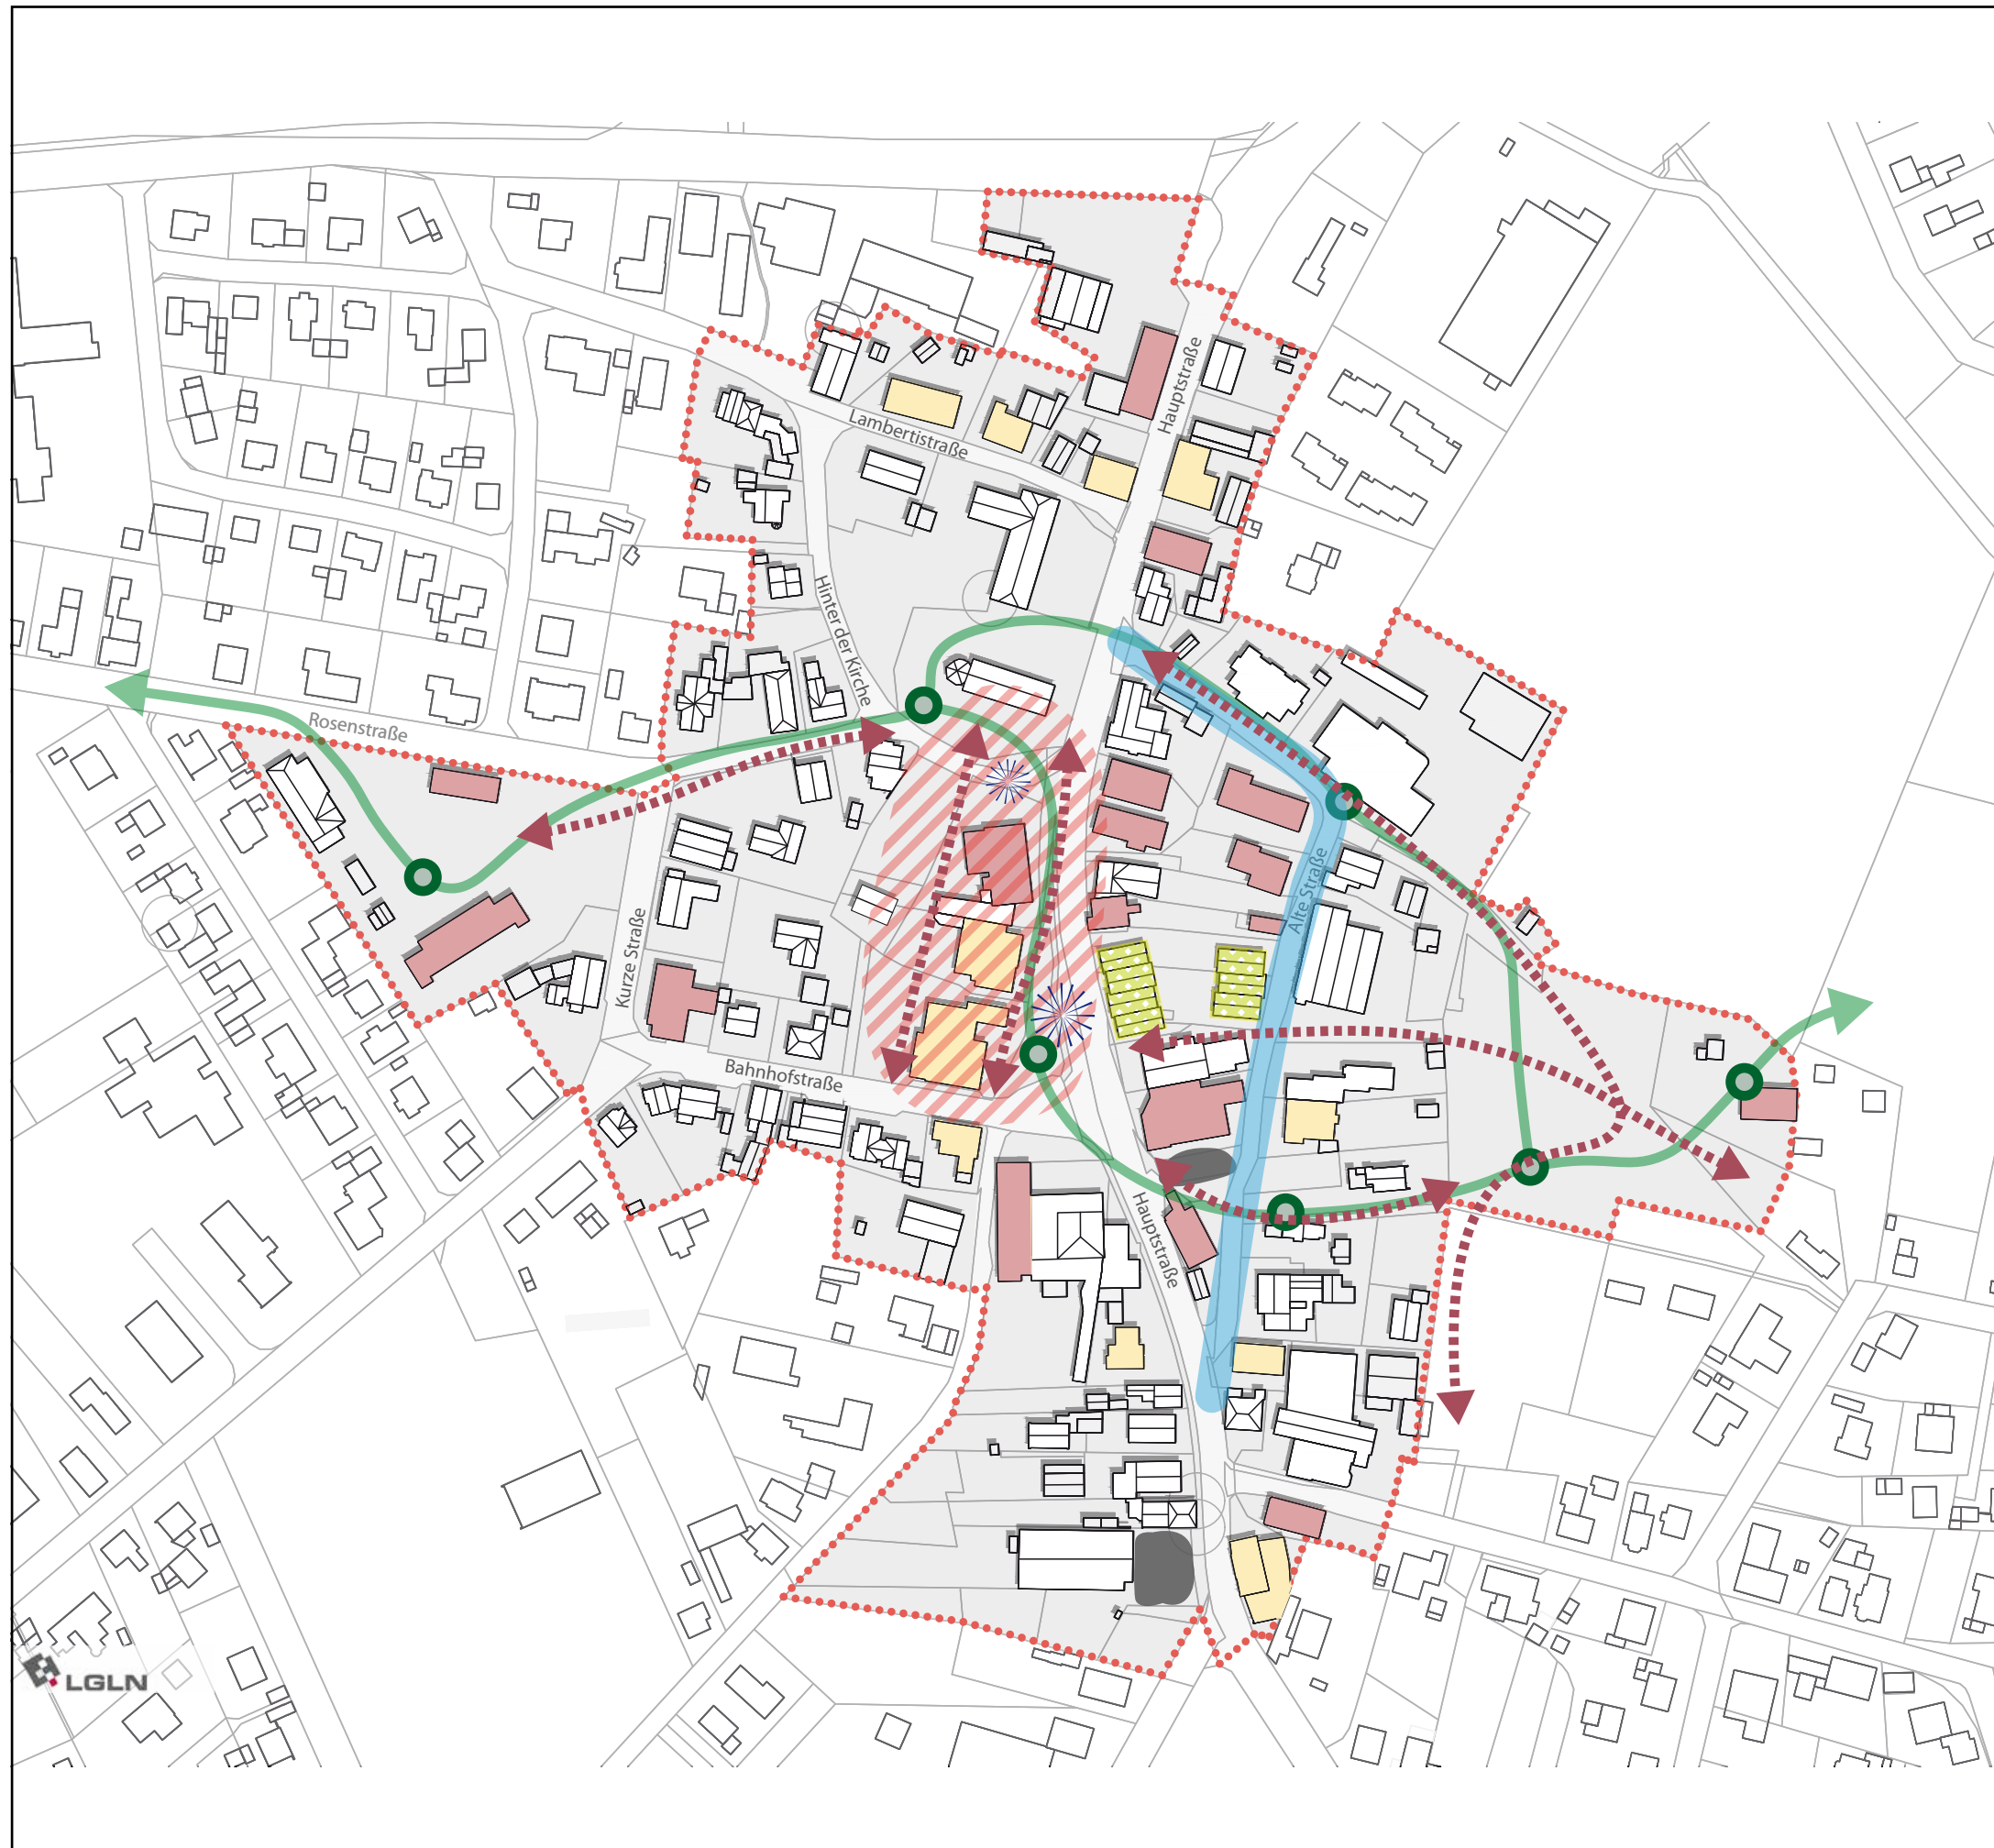 Hauptstraße
Lambertistraße
Hinter der Kirche
Rosenstraße
Alte Straße
Kurze Straße
Bahnhofstraße
Hauptstraße
LGLN